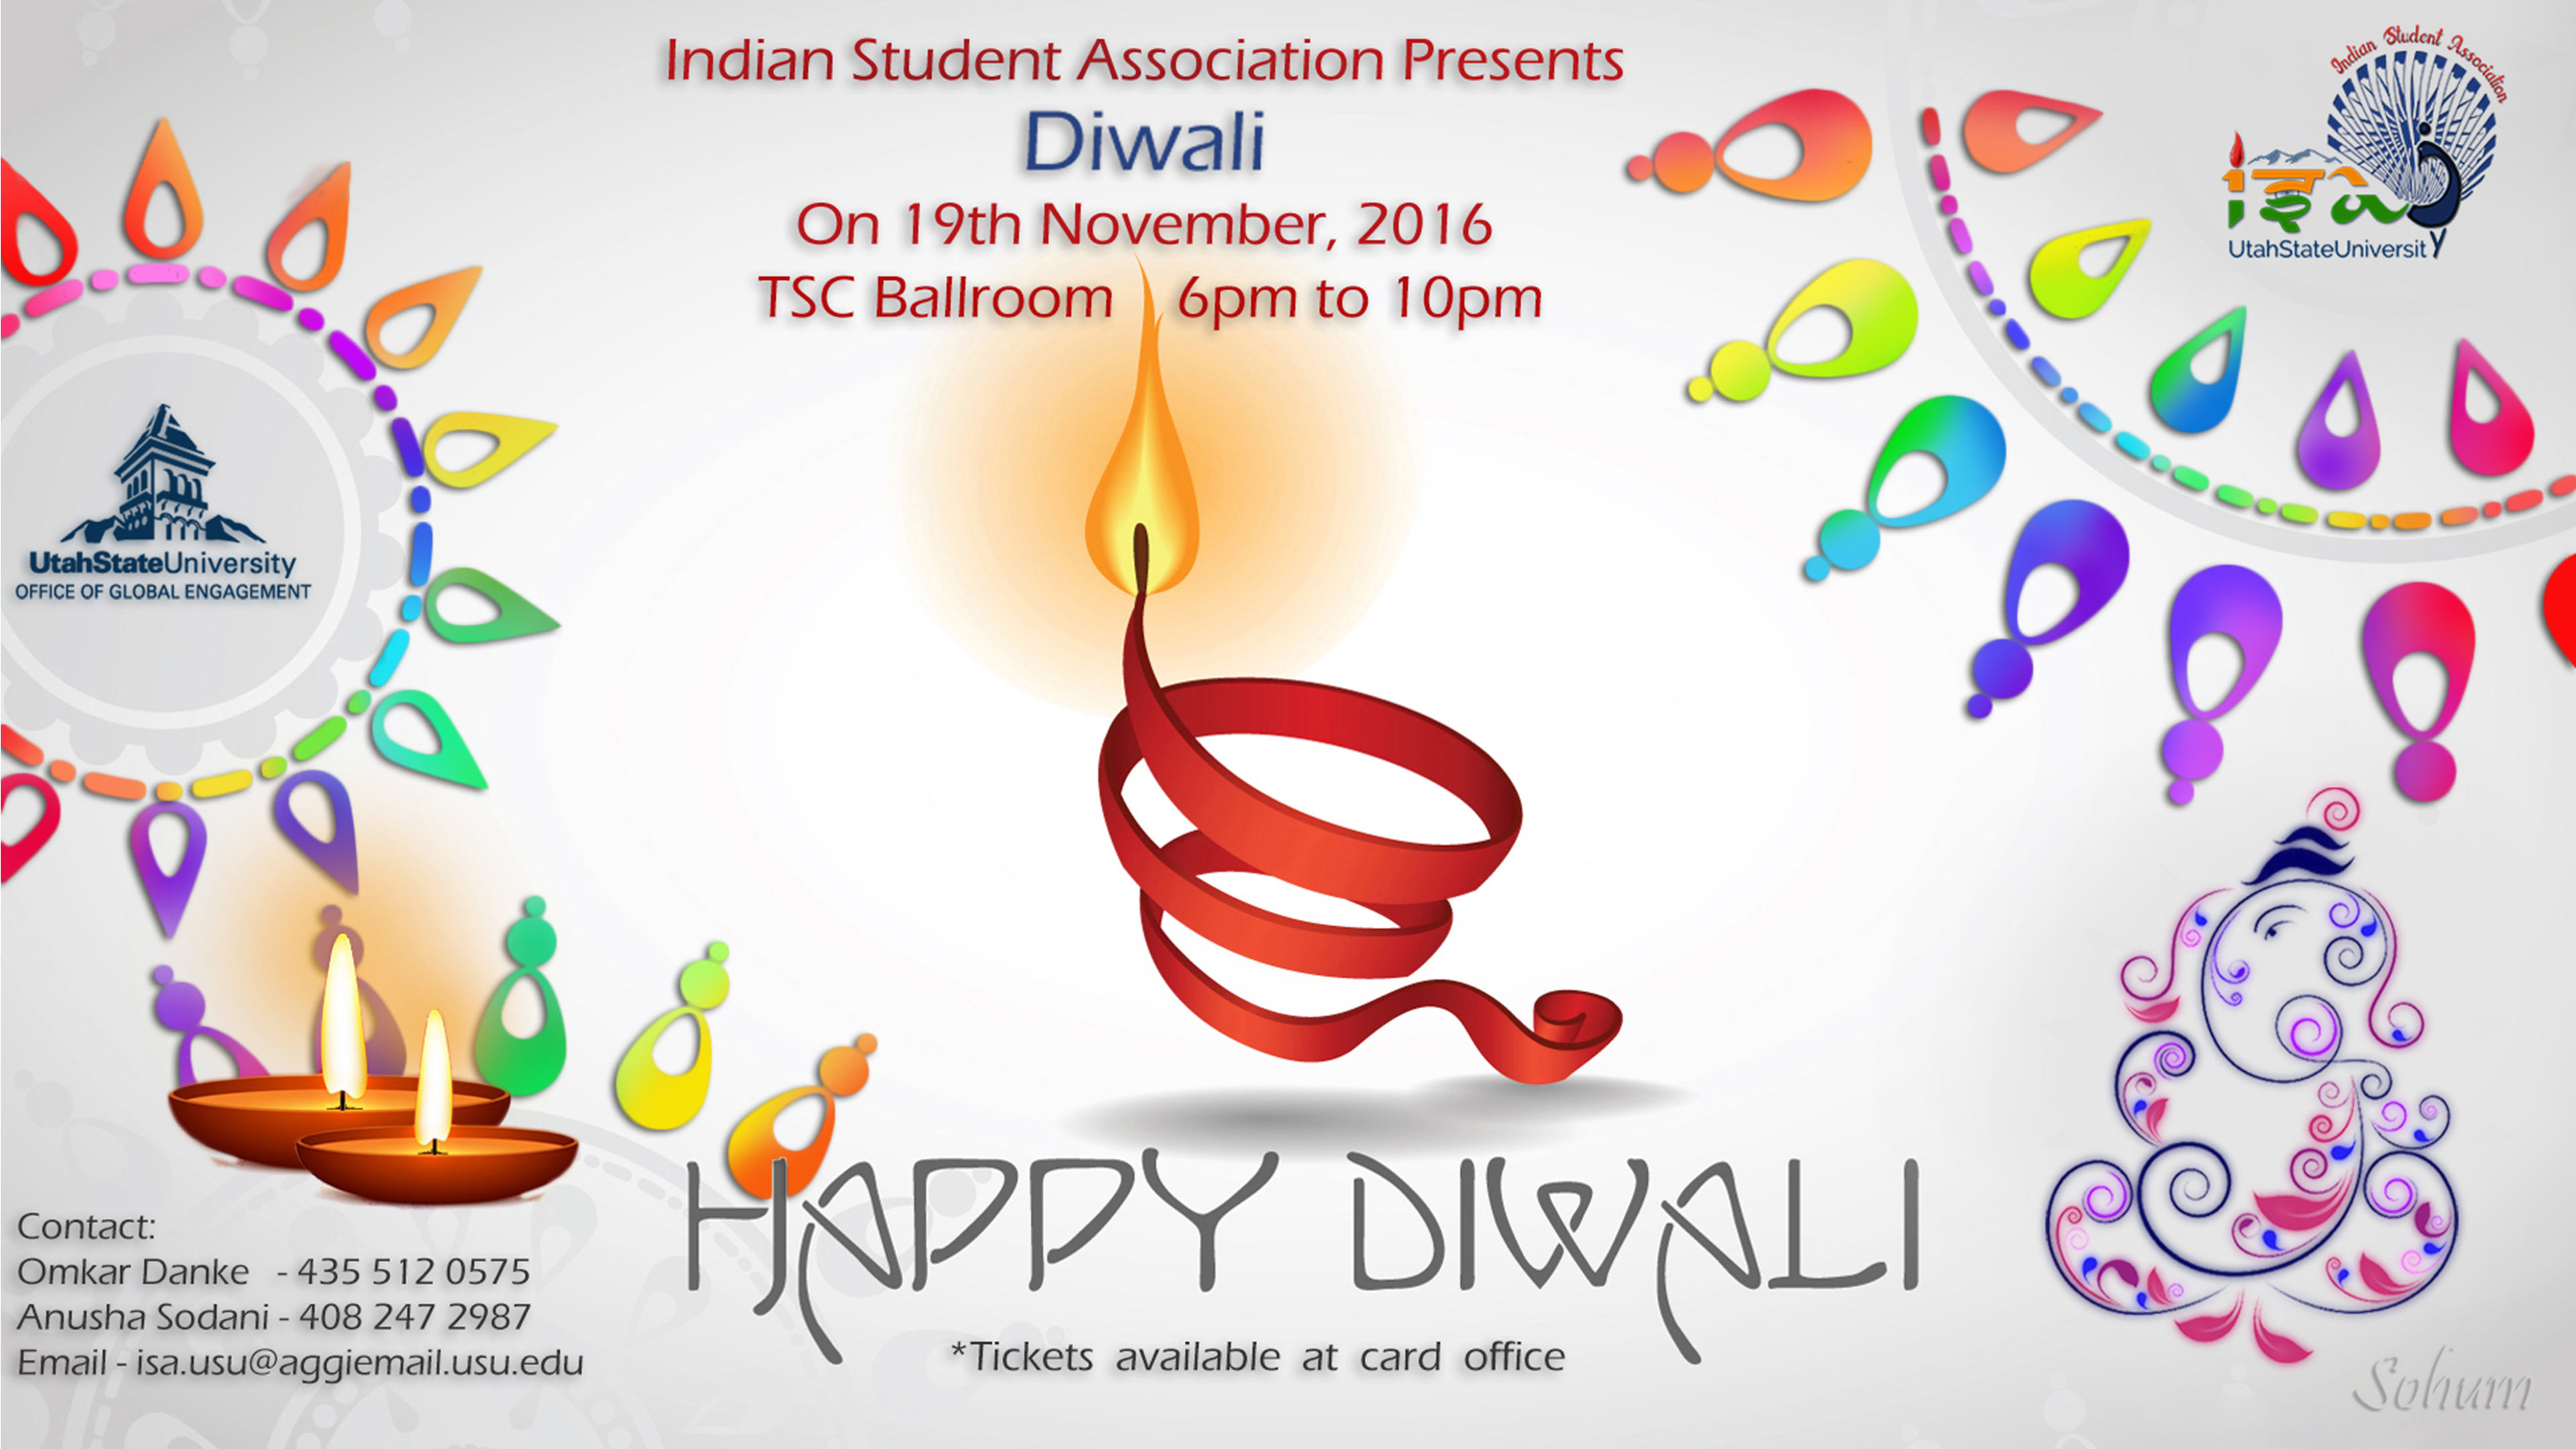 Indian Student Association Presents
Diwali
On 19th November, 2016
TSC Ballroom 6pm to 10pm
Indian Student Association
UtahStateUniversity
UtahStateUniversity
OFFICE OF GLOBAL ENGAGEMENT
HAPPY DIWALI
*Tickets available at card office
Contact:
Omkar Danke - 435 512 0575
Anusha Sodani - 408 247 2987
Email - isa.usu@aggiemail.usu.edu
Sohum